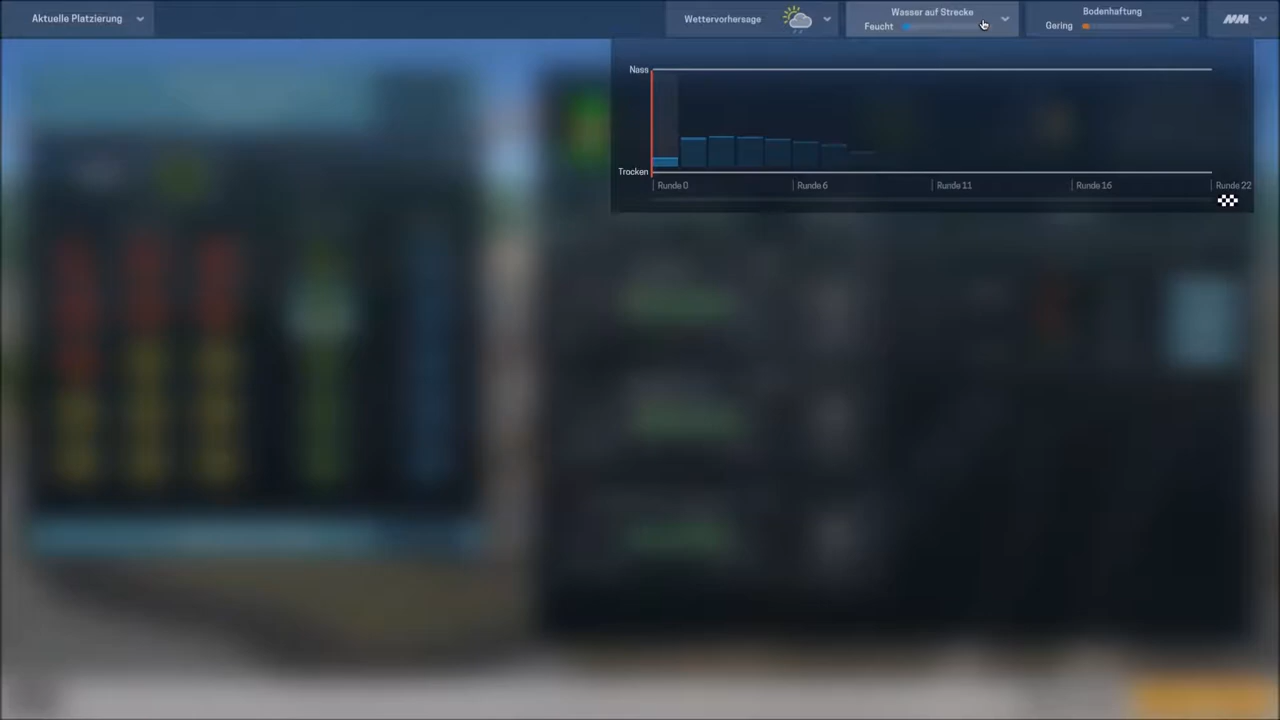 Aktuelle Platzierung
Wettervorhersage
Wasser auf Strecke
Feucht
Bodenhaftung
Gering
Nass
Trocken
Runde 0
Runde 6
Runde 11
Runde 16
Runde 22